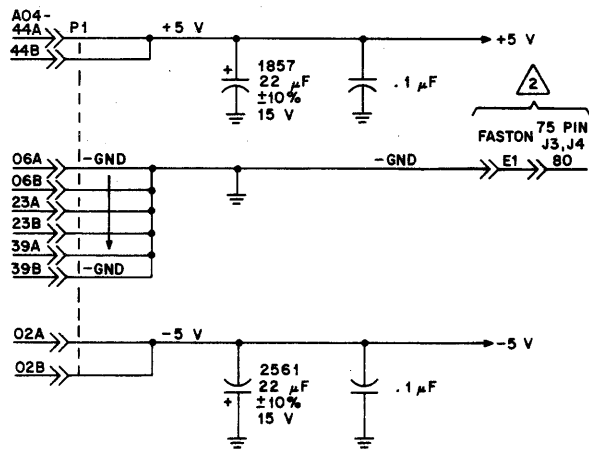 A04-
44A P1 +5 V +5 V
44B
+ 1857
22 µF
±10%
15 V
.1 µF
2
FASTON 75 PIN
J3,J4
06A -GND -GND E1 80
06B
23A
23B
39A
39B -GND
02A -5 V -5 V
02B
2561
22 µF
+ ±10%
15 V
.1 µF